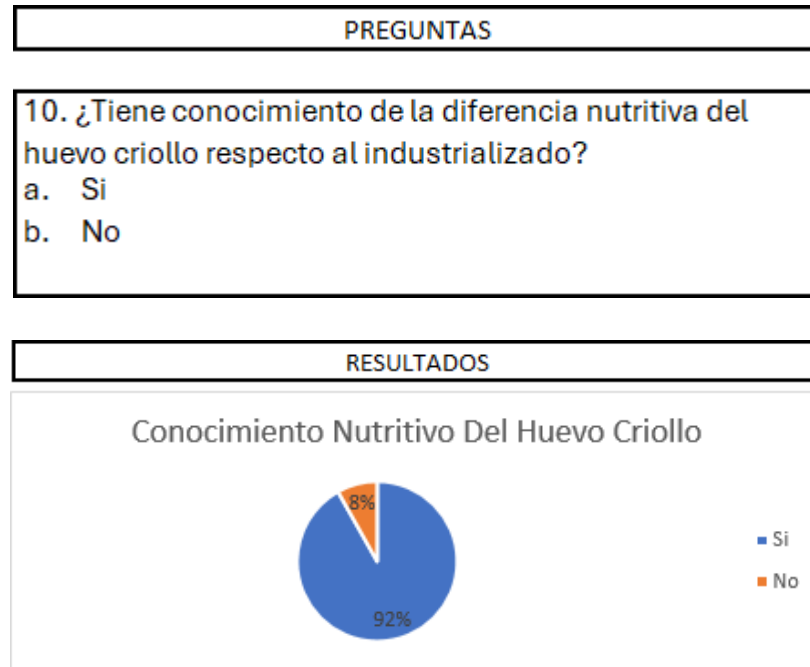 PREGUNTAS
10. ¿Tiene conocimiento de la diferencia nutritiva del
huevo criollo respecto al industrializado?
a. Si
b. No
RESULTADOS
Conocimiento Nutritivo Del Huevo Criollo
8%
92%
Si
No